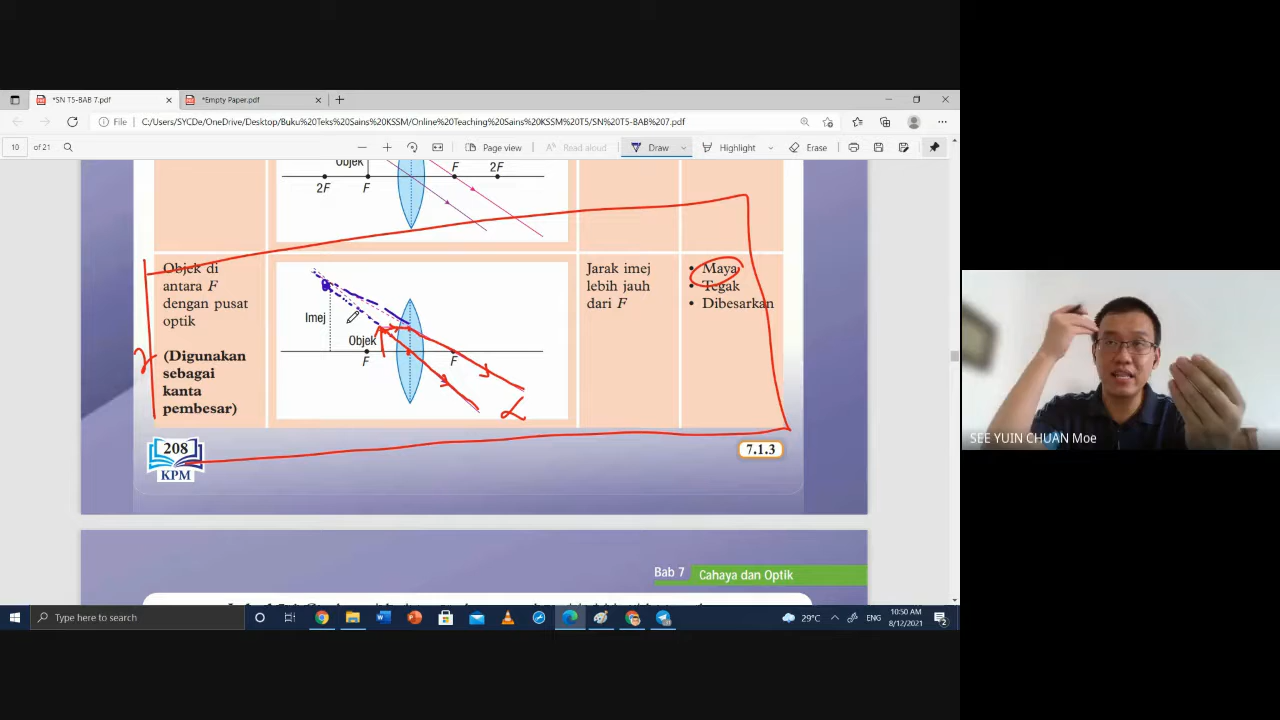 *SN T5-BAB 7.pdf
*Empty Paper.pdf
File
C:/Users/SYCDe/OneDrive/Desktop/Buku%20Teks%20Sains%20KSSM/Online%20Teaching%20Sains%20KSSM%20T5/SN%20T5-BAB%207.pdf
10 of 21
Page view
Read aloud
Draw
Highlight
Erase
Objek
F 2F
2F F
Objek di
antara F
dengan pusat
optik
(Digunakan
sebagai
kanta
pembesar)
Imej
Objek
F F
Jarak imej
lebih jauh
dari F
• Maya
• Tegak
• Dibesarkan
208
KPM
7.1.3
Bab 7 Cahaya dan Optik
SEE YUIN CHUAN Moe
Type here to search
29°C
ENG
10:50 AM
8/12/2021
2